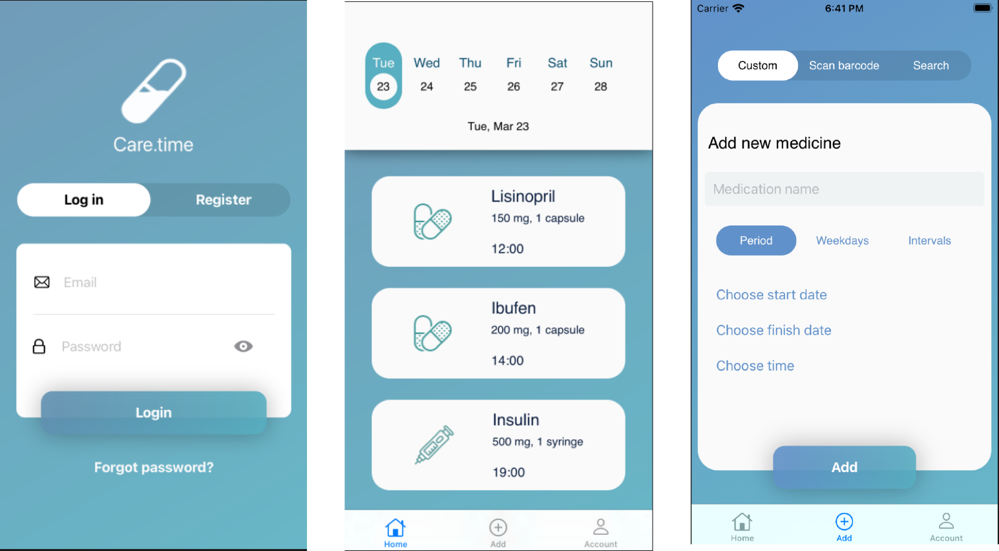 Care.time
Log in Register
Email
Password
Login
Forgot password?
Tue Wed Thu Fri Sat Sun
23 24 25 26 27 28
Tue, Mar 23
Lisinopril
150 mg, 1 capsule
12:00
Ibufen
200 mg, 1 capsule
14:00
Insulin
500 mg, 1 syringe
19:00
Home Add Account
Carrier 6:41 PM
Custom Scan barcode Search
Add new medicine
Medication name
Period Weekdays Intervals
Choose start date
Choose finish date
Choose time
Add
Home Add Account